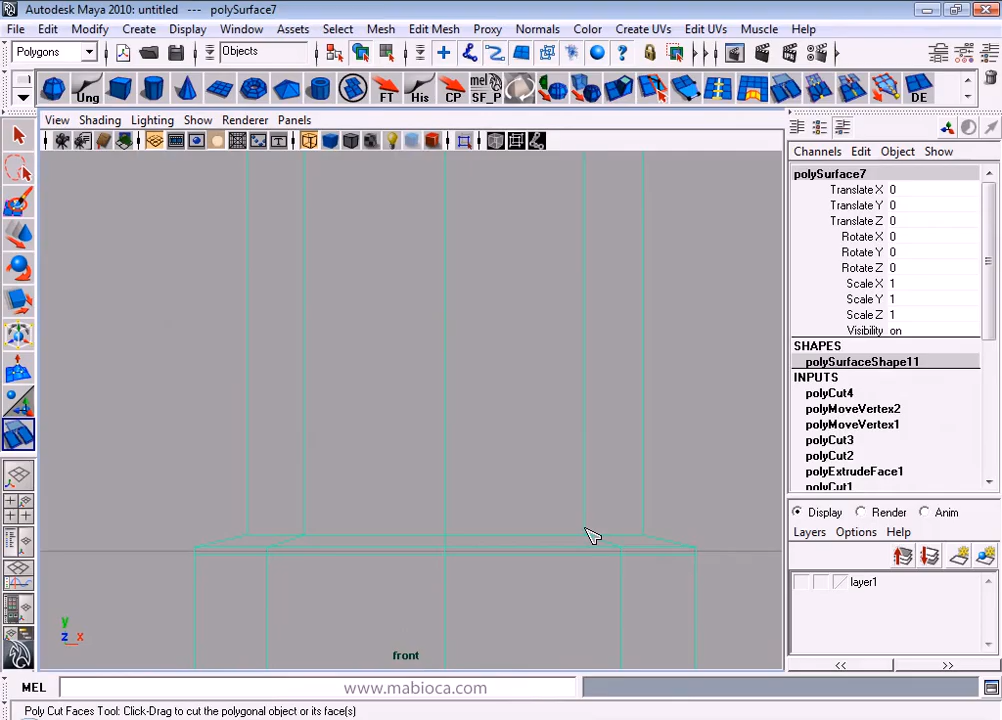 Autodesk Maya 2010: untitled --- polySurface7
File Edit Modify Create Display Window Assets Select Mesh Edit Mesh Proxy Normals Color Create UVs Edit UVs Muscle Help
Polygons Objects
Ung FT His CP mel SF_P DE
View Shading Lighting Show Renderer Panels
Channels Edit Object Show
polySurface7
Translate X 0
Translate Y 0
Translate Z 0
Rotate X 0
Rotate Y 0
Rotate Z 0
Scale X 1
Scale Y 1
Scale Z 1
Visibility on
SHAPES
polySurfaceShape11
INPUTS
polyCut4
polyMoveVertex2
polyMoveVertex1
polyCut3
polyCut2
polyExtrudeFace1
polyCut1
Display Render Anim
Layers Options Help
layer1
y
z x
front
<< >>
MEL www.mabioca.com
Poly Cut Faces Tool: Click-Drag to cut the polygonal object or its face(s)